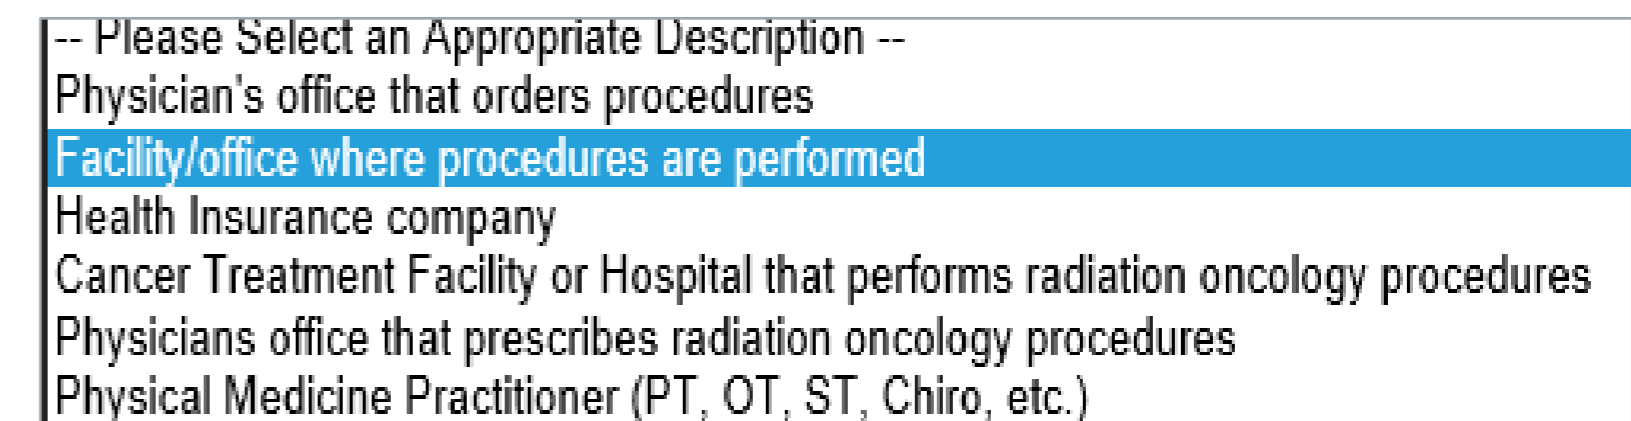 -- Please Select an Appropriate Description --
Physician's office that orders procedures
Facility/office where procedures are performed
Health Insurance company
Cancer Treatment Facility or Hospital that performs radiation oncology procedures
Physicians office that prescribes radiation oncology procedures
Physical Medicine Practitioner (PT, OT, ST, Chiro, etc.)